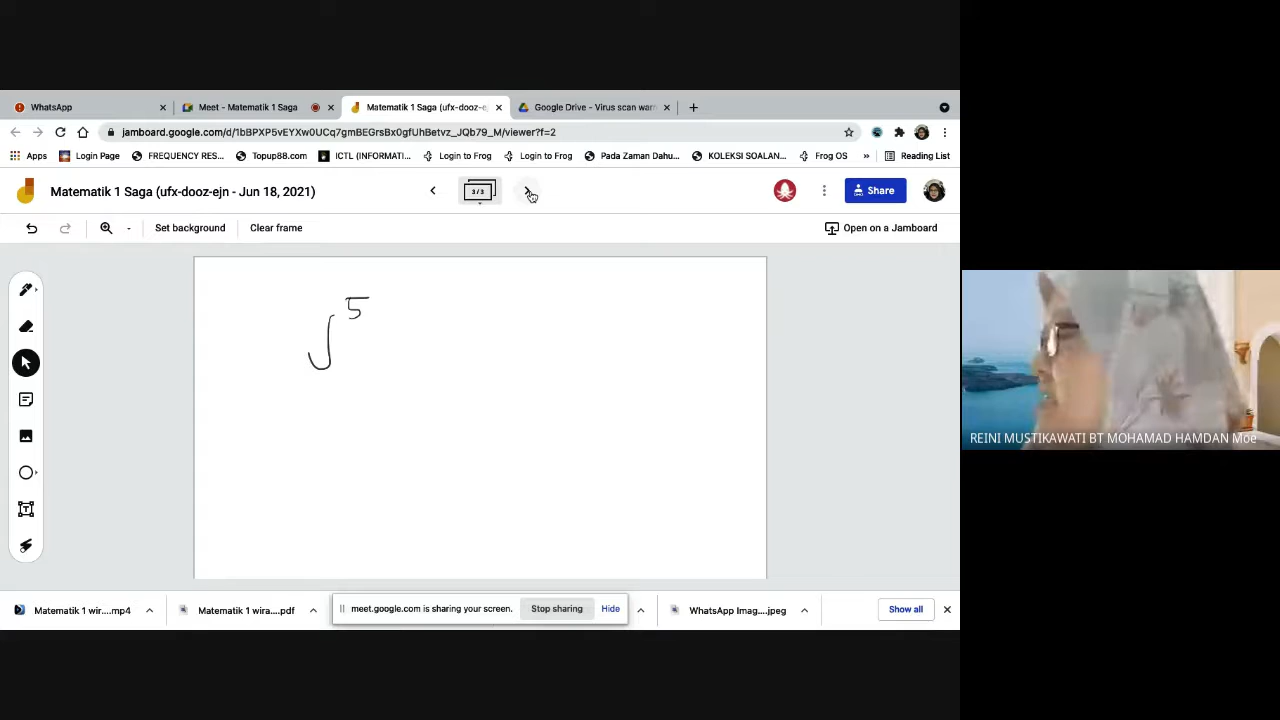 WhatsApp
Meet - Matematik 1 Saga
Matematik 1 Saga (ufx-dooz-ej
Google Drive - Virus scan warn
jamboard.google.com/d/1bBPXP5vEYXw0UCq7gmBEGrsBx0gfUhBetvz_JQb79_M/viewer?f=2
Apps
Login Page
FREQUENCY RES...
Topup88.com
ICTL (INFORMATI...
Login to Frog
Login to Frog
Pada Zaman Dahu...
KOLEKSI SOALAN...
Frog OS
»
Reading List
Matematik 1 Saga (ufx-dooz-ejn - Jun 18, 2021)
3 / 3
Share
Set background
Clear frame
Open on a Jamboard
5
Matematik 1 wir....mp4
Matematik 1 wira....pdf
meet.google.com is sharing your screen.
Stop sharing
Hide
WhatsApp Imag....jpeg
Show all
REINI MUSTIKAWATI BT MOHAMAD HAMDAN Moe